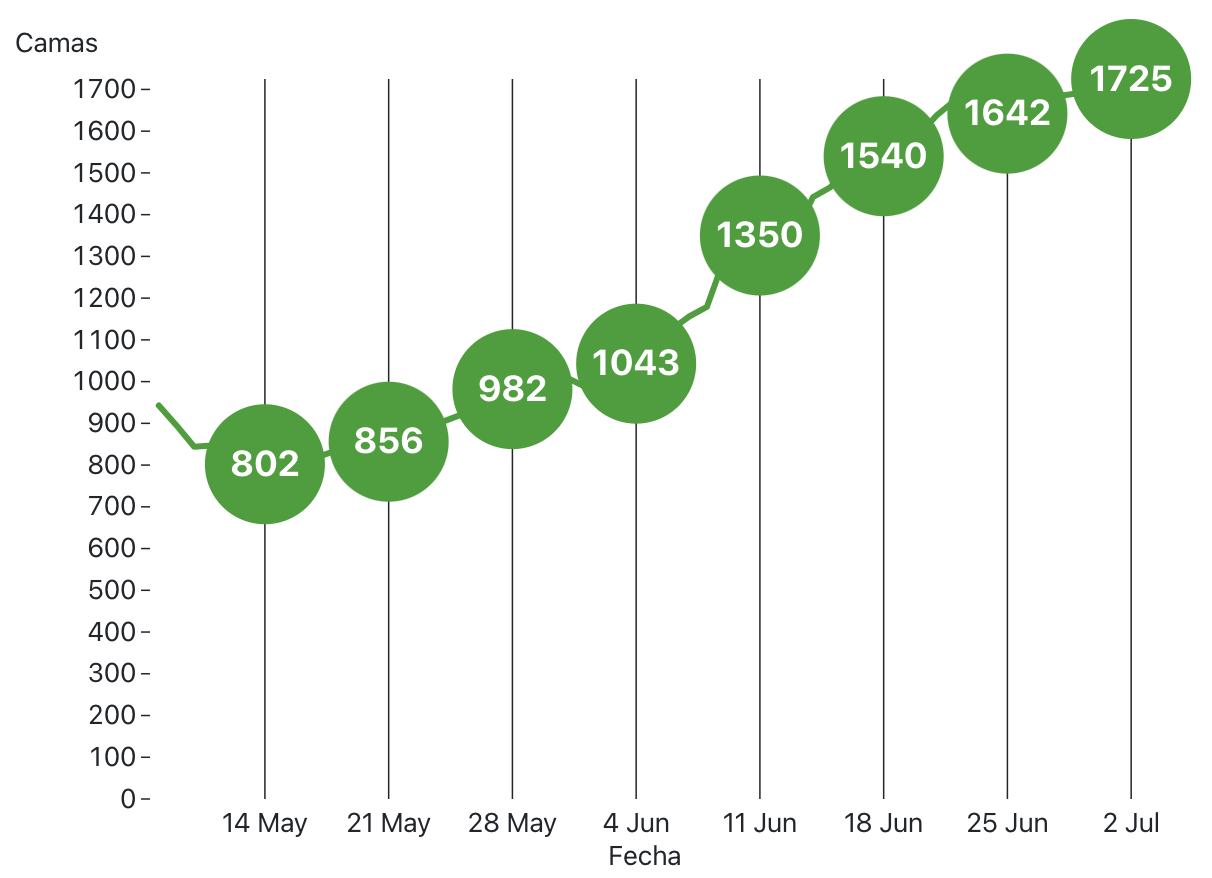 Camas
1700
1600
1500
1400
1300
1200
1100
1000
900
800
700
600
500
400
300
200
100
0
802
856
982
1043
1350
1540
1642
1725
14 May
21 May
28 May
4 Jun
11 Jun
18 Jun
25 Jun
2 Jul
Fecha